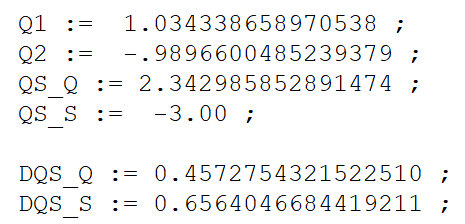 Q1 := 1.034338658970538 ;
Q2 := -.9896600485239379 ;
QS_Q := 2.342985852891474 ;
QS_S := -3.00 ;
DQS_Q := 0.4572754321522510 ;
DQS_S := 0.6564046684419211 ;